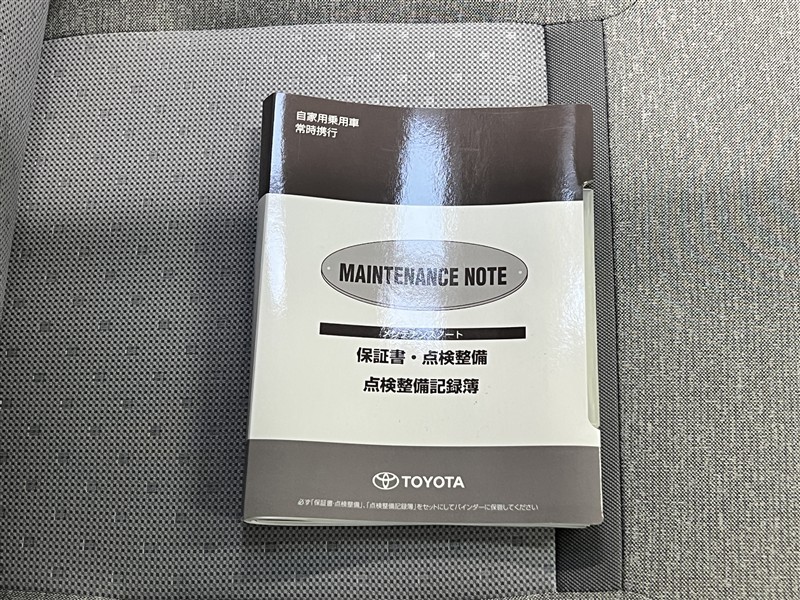 自家用乗用車
常時携行
MAINTENANCE NOTE
メンテナンスノート
保証書・点検整備
点検整備記録簿
TOYOTA
必ず「保証書・点検整備」、「点検整備記録簿」をセットにしてバインダーに保管してください